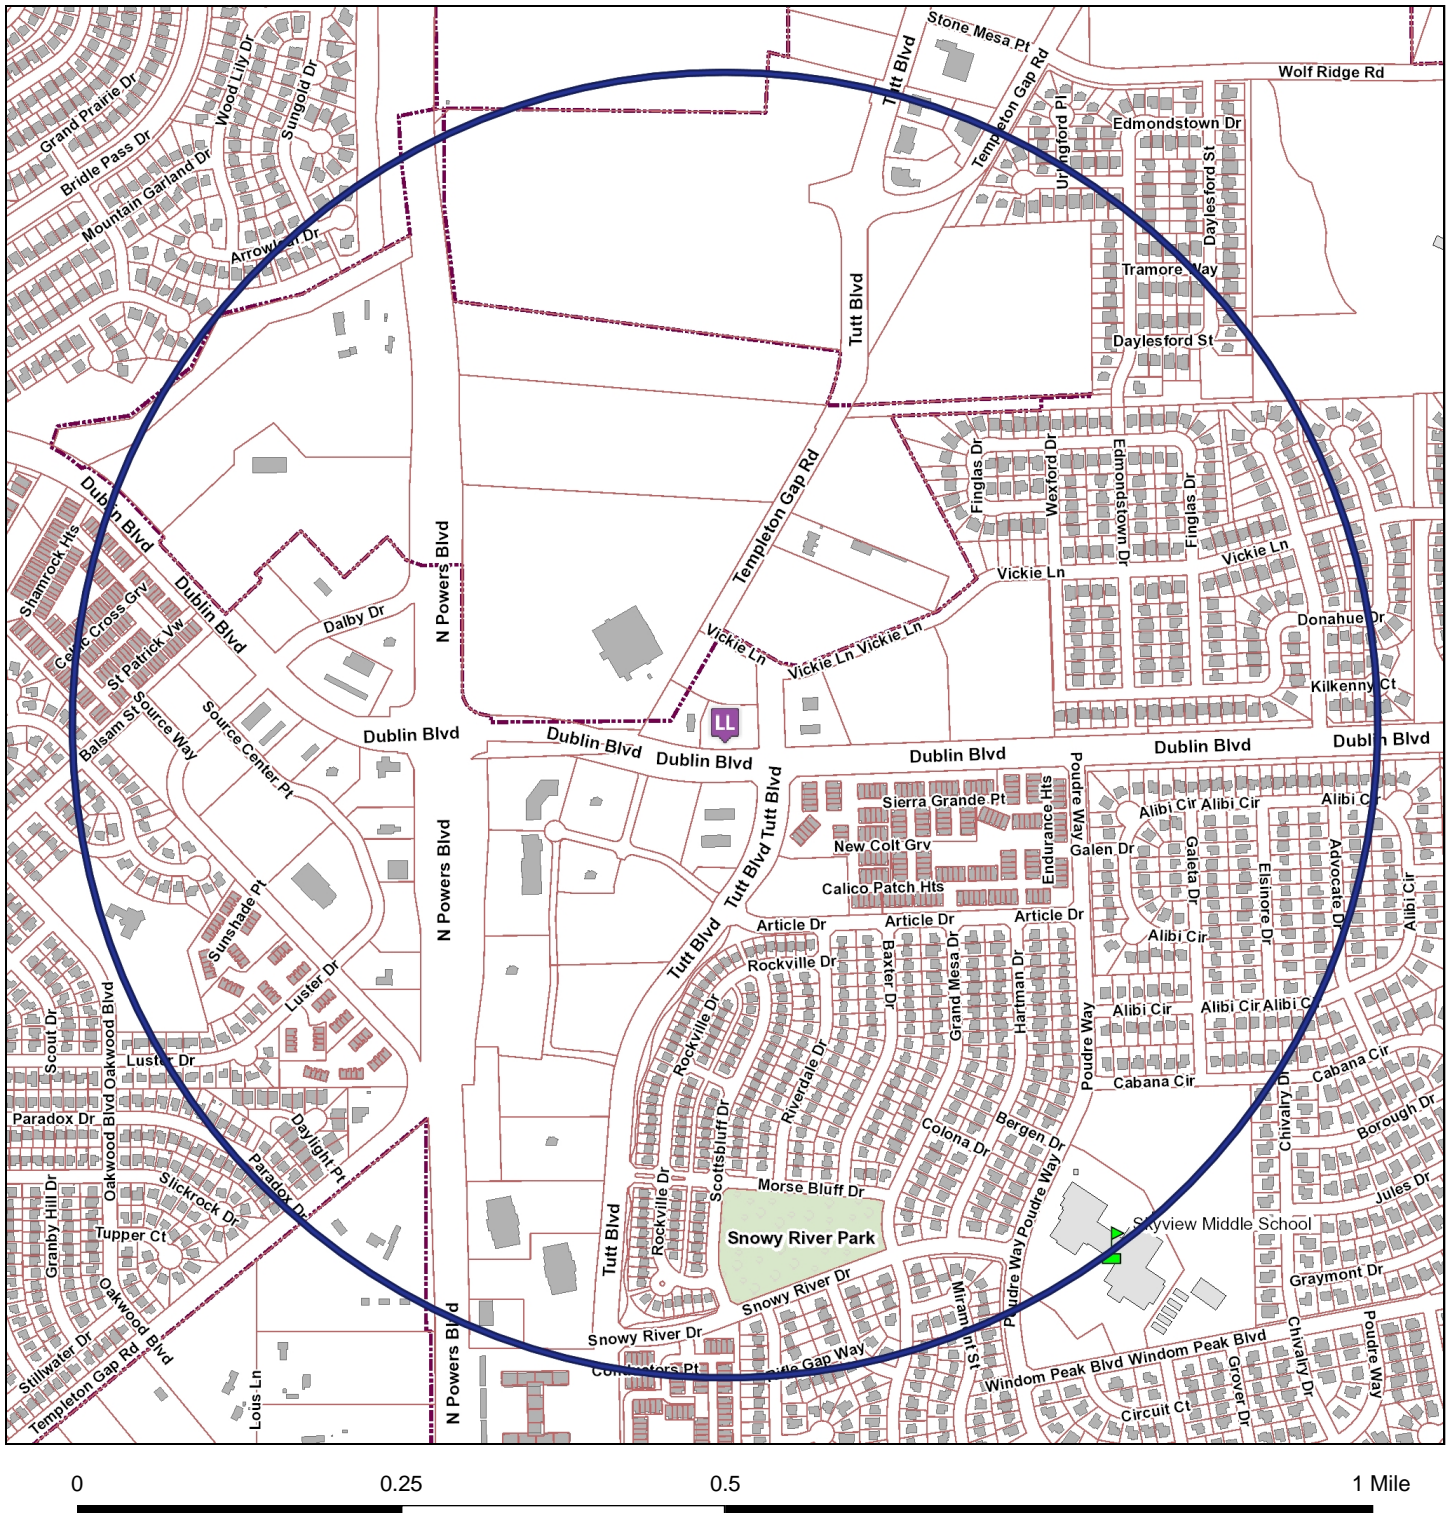 Stone Mesa Pt
Tutt Blvd
Templeton Gap Rd
Wolf Ridge Rd
Wood Lily Dr
Sungold Dr
Grand Prairie Dr
Bridle Pass Dr
Mountain Garland Dr
Arrowleaf Dr
Urlingford Pl
Edmondstown Dr
Daylesford St
Tramore Way
Daylesford St
Tutt Blvd
Templeton Gap Rd
Finglas Dr
Wexford Dr
Edmondstown Dr
Finglas Dr
Vickie Ln
Vickie Ln
Donahue Dr
Kilkenny Ct
Dublin Blvd
Shamrock Hts
Celtic Cross Grv
St Patrick Vw
Dublin Blvd
Dalby Dr
N Powers Blvd
Vickie Ln
Vickie Ln Vickie Ln
Balsam St
Source Way
Source Center Pt
LL
Dublin Blvd
Dublin Blvd
Dublin Blvd
Dublin Blvd
Dublin Blvd
Dublin Blvd
Tutt Blvd Tutt Blvd
Sierra Grande Pt
New Colt Grv
Calico Patch Hts
Endurance Hts
Poudre Way
Galen Dr
Alibi Cir Alibi Cir
Alibi Cir
Galeta Dr
Elsinore Dr
Advocate Dr
Alibi Cir
Alibi Cir
N Powers Blvd
Sunshade Pt
Luster Dr
Tutt Blvd
Article Dr
Article Dr
Article Dr
Rockville Dr
Baxter Dr
Grand Mesa Dr
Hartman Dr
Rockville Dr
Riverdale Dr
Poudre Way
Alibi Cir
Alibi Cir Alibi Cir
Cabana Cir
Cabana Cir
Scout Dr
Oakwood Blvd Oakwood Blvd
Luster Dr
Paradox Dr
Daylight Pt
Paradox Dr
Slickrock Dr
Granby Hill Dr
Tupper Ct
Oakwood Blvd
Stillwater Dr
Templeton Gap Rd
Lous Ln
N Powers Blvd
Tutt Blvd
Rockville Dr
Scottsbluff Dr
Colona Dr
Bergen Dr
Morse Bluff Dr
Snowy River Park
Snowy River Dr
Snowy River Dr
Conductors Pt
Rifle Gap Way
Miramont St
Poudre Way Poudre Way
Skyview Middle School
Chivalry Dr
Borough Dr
Jules Dr
Graymont Dr
Windom Peak Blvd Windom Peak Blvd
Circuit Ct
Grover Dr
Chivalry Dr
Poudre Way
0 0.25 0.5 1 Mile